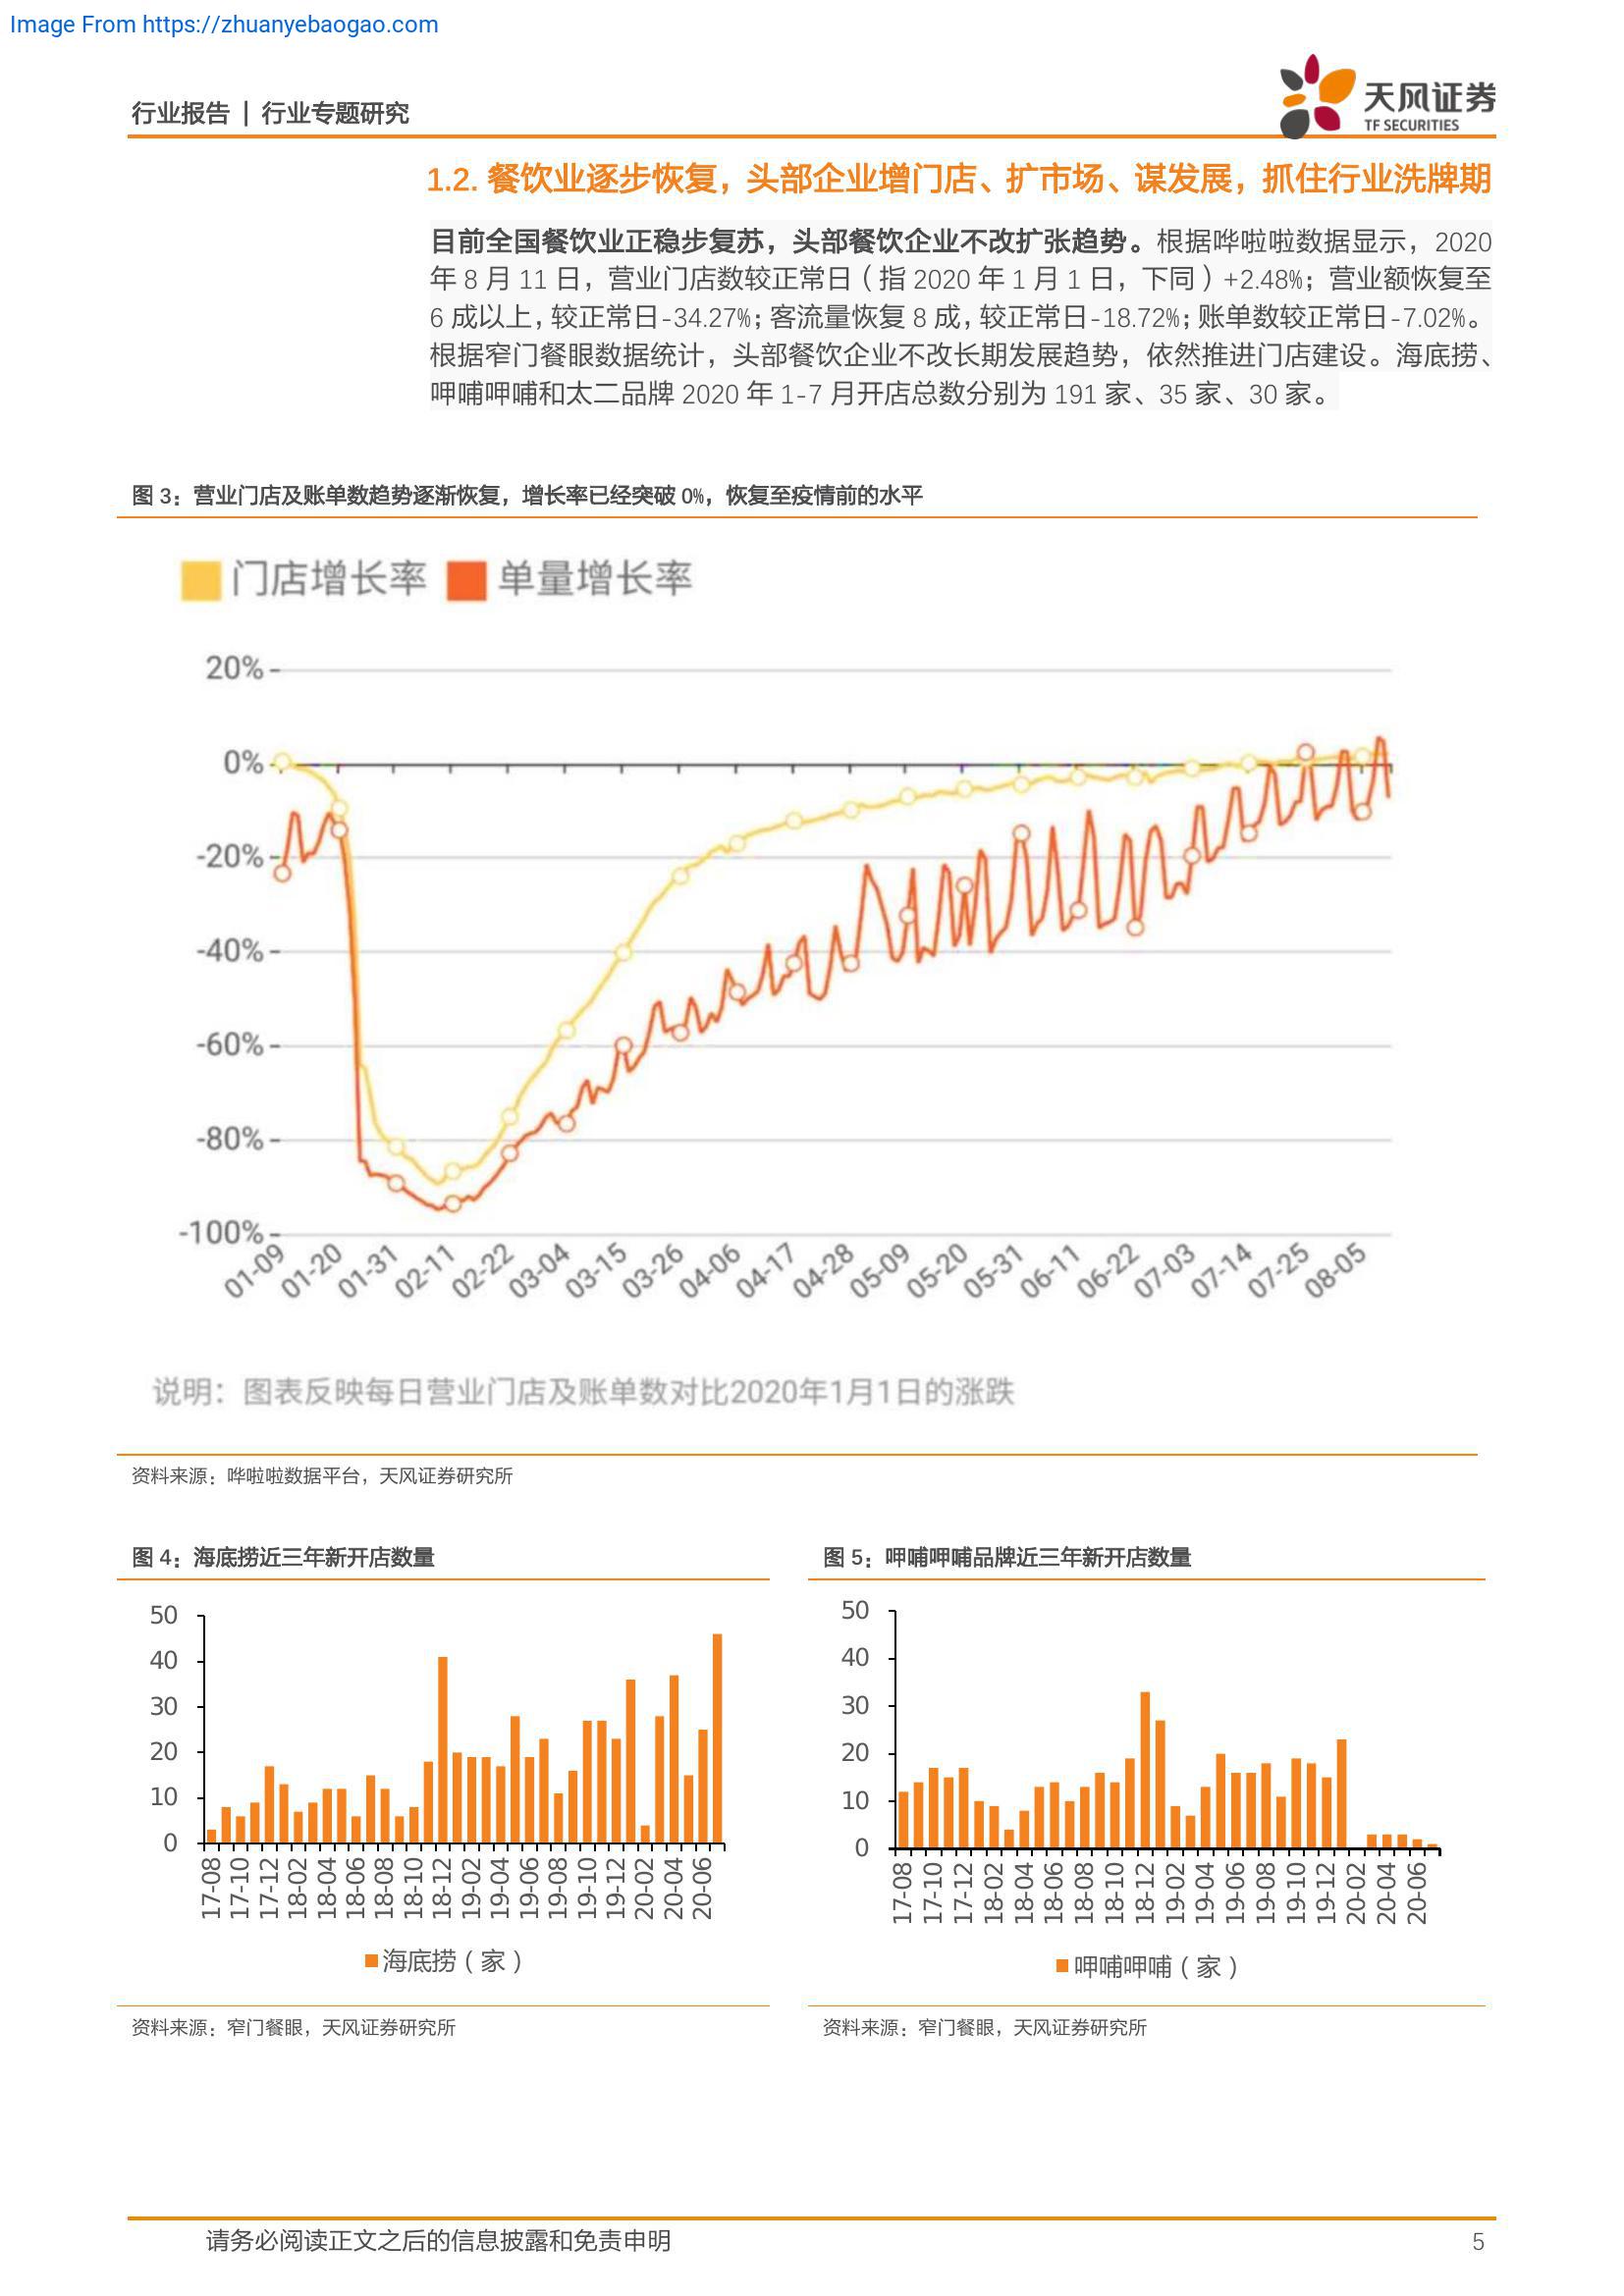 Image From https://zhuanyebaogao.com
行业报告 | 行业专题研究
天风证券
TF SECURITIES
1.2. 餐饮业逐步恢复，头部企业增门店、扩市场、谋发展，抓住行业洗牌期
目前全国餐饮业正稳步复苏，头部餐饮企业不改扩张趋势。根据哗啦啦数据显示，2020
年 8 月 11 日，营业门店数较正常日（指 2020 年 1 月 1 日，下同）+2.48%；营业额恢复至
6 成以上，较正常日-34.27%；客流量恢复 8 成，较正常日-18.72%；账单数较正常日-7.02%。
根据窄门餐眼数据统计，头部餐饮企业不改长期发展趋势，依然推进门店建设。海底捞、
呷哺呷哺和太二品牌 2020 年 1-7 月开店总数分别为 191 家、35 家、30 家。
图 3：营业门店及账单数趋势逐渐恢复，增长率已经突破 0%，恢复至疫情前的水平
门店增长率 单量增长率
20%
0%
-20%
-40%
-60%
-80%
-100%
01-09 01-20 01-31 02-11 02-22 03-04 03-15 03-26 04-06 04-17 04-28 05-09 05-20 05-31 06-11 06-22 07-03 07-14 07-25 08-05
说明：图表反映每日营业门店及账单数对比2020年1月1日的涨跌
资料来源：哗啦啦数据平台，天风证券研究所
图 4：海底捞近三年新开店数量
50
40
30
20
10
0
17-08 17-10 17-12 18-02 18-04 18-06 18-08 18-10 18-12 19-02 19-04 19-06 19-08 19-10 19-12 20-02 20-04 20-06
海底捞（家）
资料来源：窄门餐眼，天风证券研究所
图 5：呷哺呷哺品牌近三年新开店数量
50
40
30
20
10
0
17-08 17-10 17-12 18-02 18-04 18-06 18-08 18-10 18-12 19-02 19-04 19-06 19-08 19-10 19-12 20-02 20-04 20-06
呷哺呷哺（家）
资料来源：窄门餐眼，天风证券研究所
请务必阅读正文之后的信息披露和免责申明
5